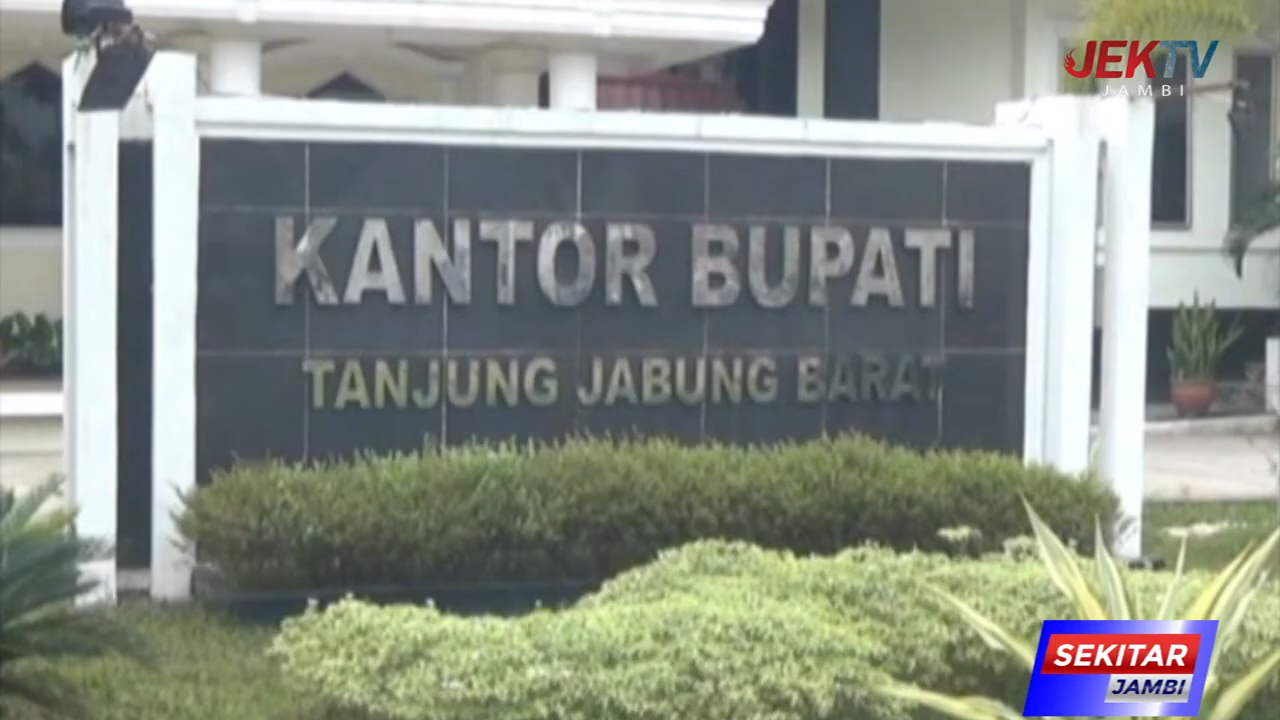 JEKTV
JAMBI
KANTOR BUPATI
TANJUNG JABUNG BARAT
SEKITAR
JAMBI